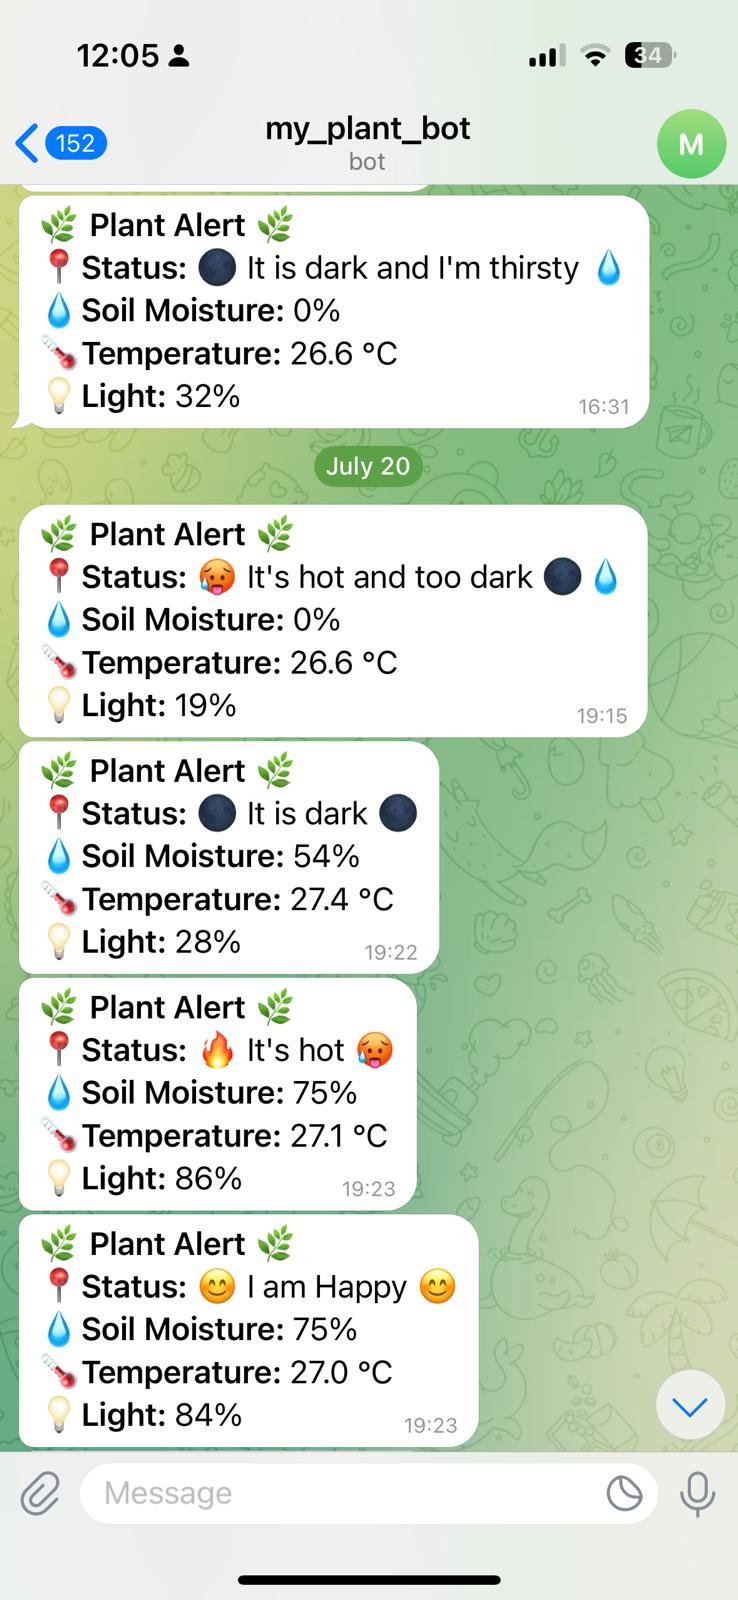 12:05
34
152
my_plant_bot
bot
M
🌿 Plant Alert 🌿
📍 Status: 🌑 It is dark and I'm thirsty 💧
💧 Soil Moisture: 0%
🌡️ Temperature: 26.6 °C
💡 Light: 32%
16:31
July 20
🌿 Plant Alert 🌿
📍 Status: 🥵 It's hot and too dark 🌑💧
💧 Soil Moisture: 0%
🌡️ Temperature: 26.6 °C
💡 Light: 19%
19:15
🌿 Plant Alert 🌿
📍 Status: 🌑 It is dark 🌑
💧 Soil Moisture: 54%
🌡️ Temperature: 27.4 °C
💡 Light: 28%
19:22
🌿 Plant Alert 🌿
📍 Status: 🔥 It's hot 🥵
💧 Soil Moisture: 75%
🌡️ Temperature: 27.1 °C
💡 Light: 86%
19:23
🌿 Plant Alert 🌿
📍 Status: 😊 I am Happy 😊
💧 Soil Moisture: 75%
🌡️ Temperature: 27.0 °C
💡 Light: 84%
19:23
Message